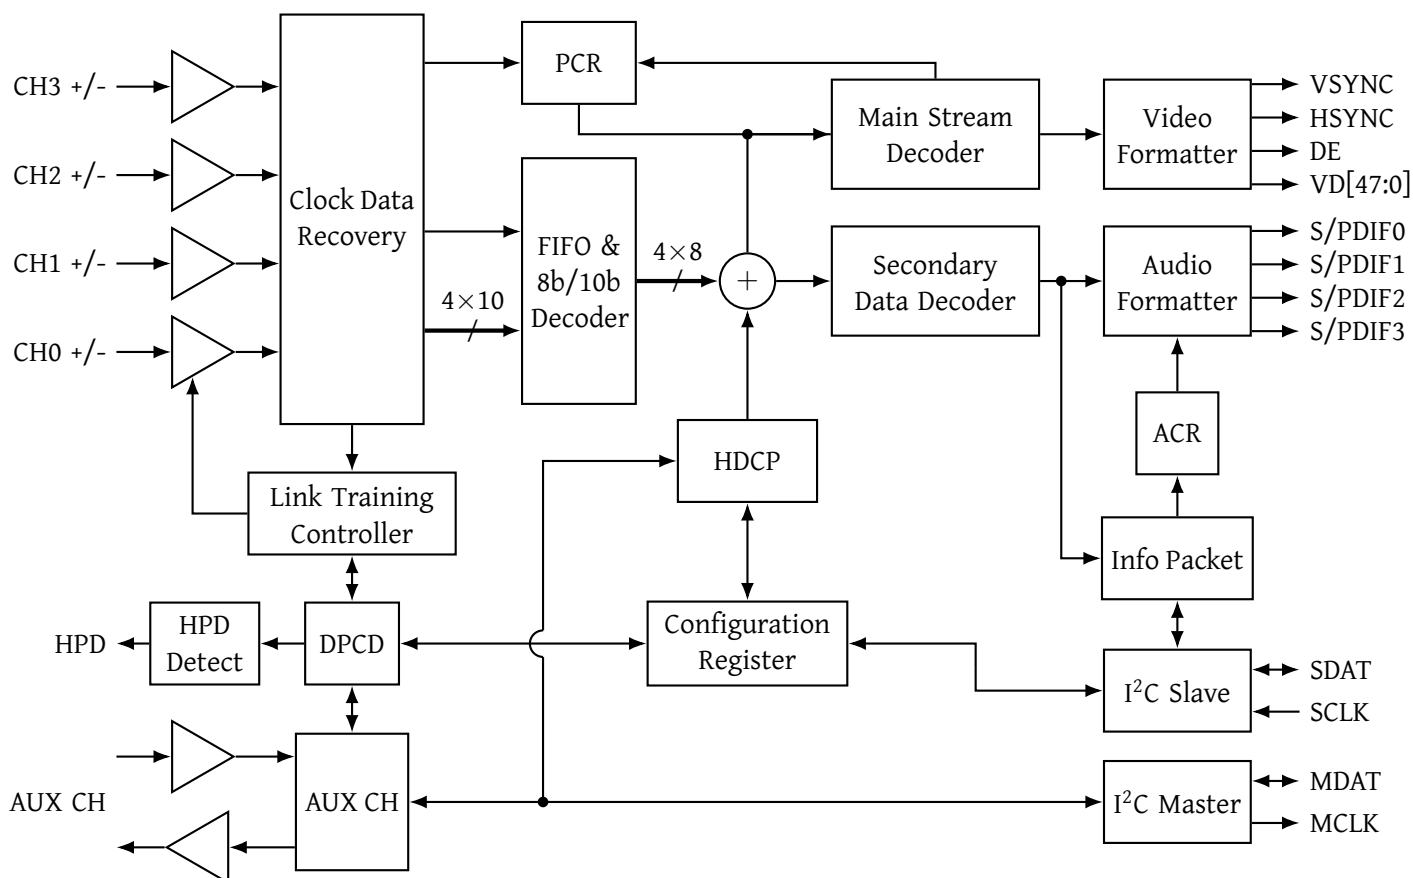 CH3 +/-
CH2 +/-
CH1 +/-
CH0 +/-
Clock Data
Recovery
PCR
FIFO &
8b/10b
Decoder
4×10
4×8
+
Main Stream
Decoder
Video
Formatter
VSYNC
HSYNC
DE
VD[47:0]
Secondary
Data Decoder
Audio
Formatter
S/PDIF0
S/PDIF1
S/PDIF2
S/PDIF3
ACR
HDCP
Link Training
Controller
Info Packet
HPD
HPD
Detect
DPCD
Configuration
Register
I²C Slave
SDAT
SCLK
AUX CH
AUX CH
I²C Master
MDAT
MCLK